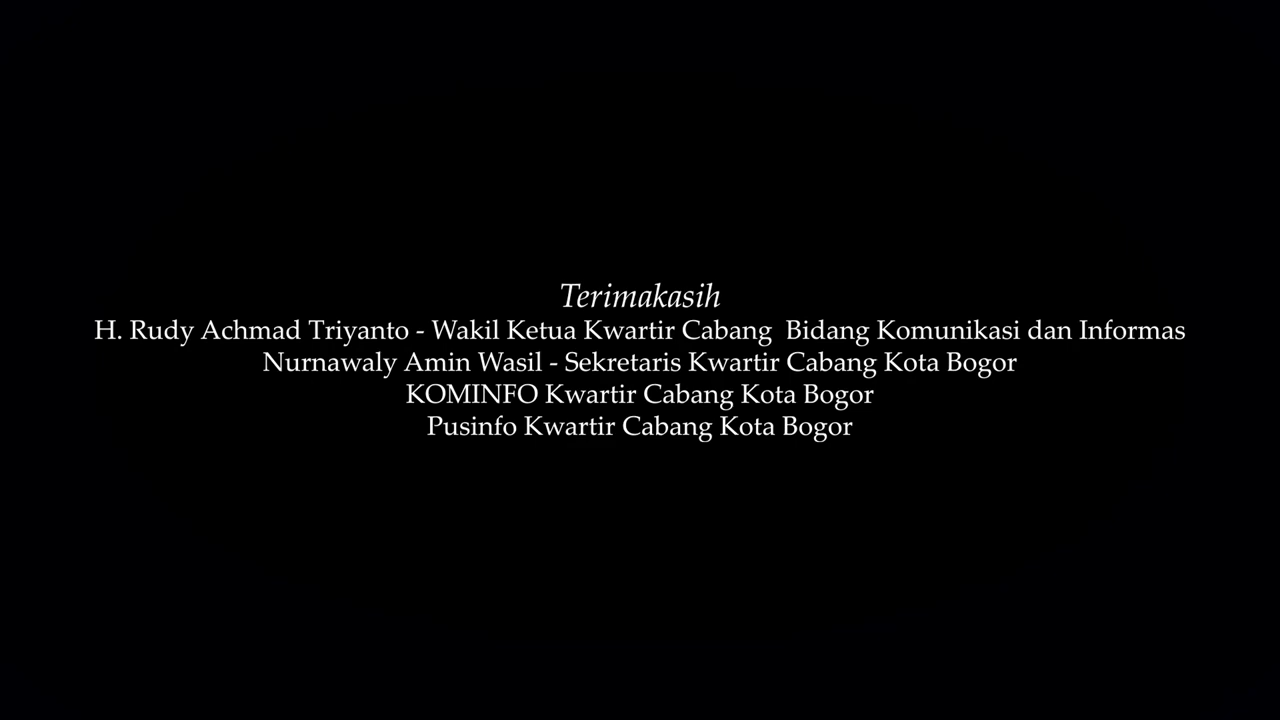 Terimakasih
H. Rudy Achmad Triyanto - Wakil Ketua Kwartir Cabang  Bidang Komunikasi dan Informas
Nurnawaly Amin Wasil - Sekretaris Kwartir Cabang Kota Bogor
KOMINFO Kwartir Cabang Kota Bogor
Pusinfo Kwartir Cabang Kota Bogor